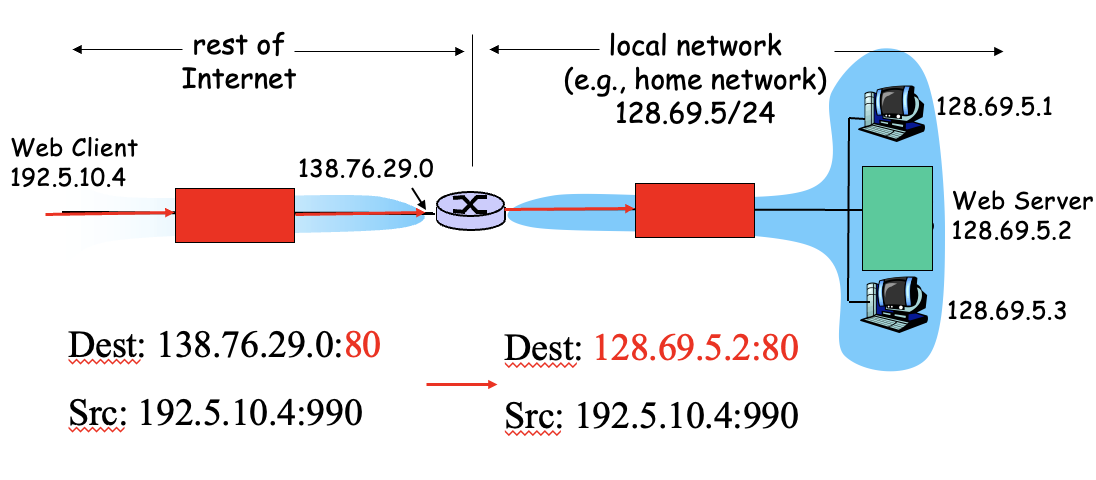 rest of
Internet
local network
(e.g., home network)
128.69.5/24
Web Client
192.5.10.4
138.76.29.0
128.69.5.1
Web Server
128.69.5.2
128.69.5.3
Dest: 138.76.29.0:80
Src: 192.5.10.4:990
Dest: 128.69.5.2:80
Src: 192.5.10.4:990